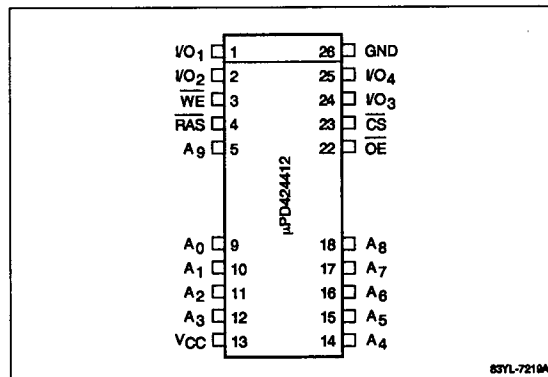 I/O1 1 26 GND
I/O2 2 25 I/O4
WE 3 24 I/O3
RAS 4 23 CS
A9 5 22 OE
μPD424412
A0 9 18 A8
A1 10 17 A7
A2 11 16 A6
A3 12 15 A5
VCC 13 14 A4
83YL-7219A